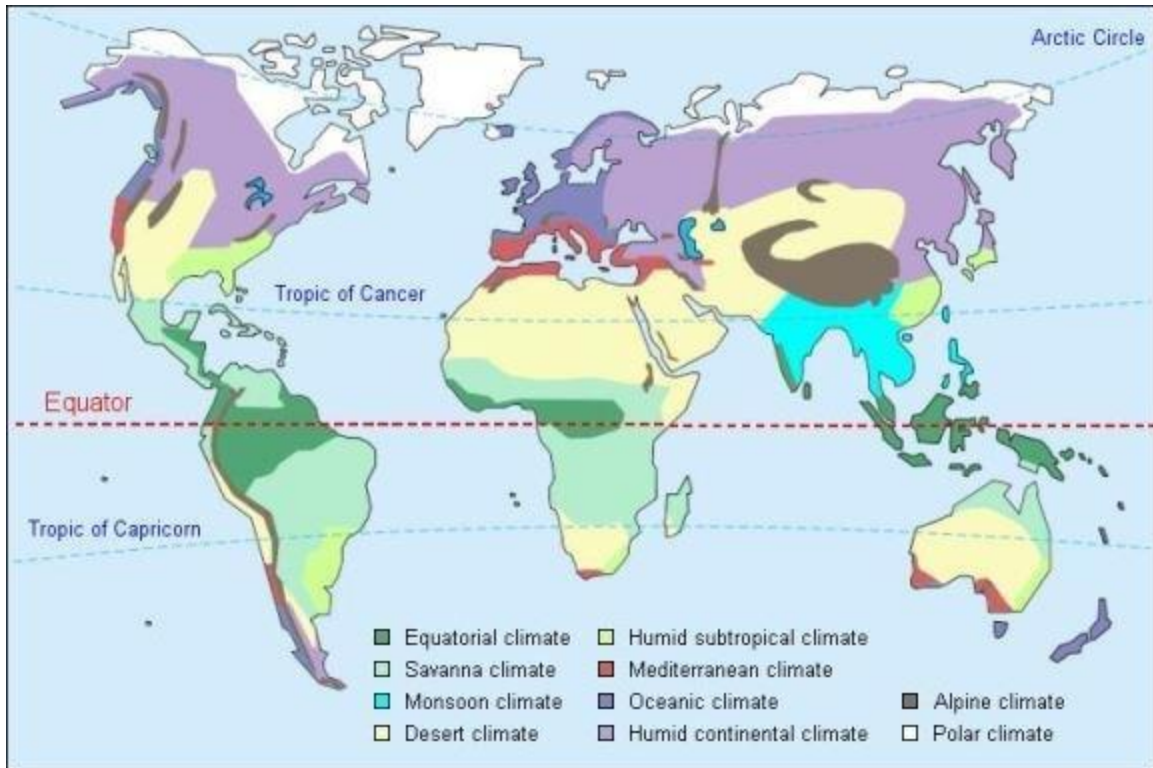 Arctic Circle
Tropic of Cancer
Equator
Tropic of Capricorn
Equatorial climate
Savanna climate
Monsoon climate
Desert climate
Humid subtropical climate
Mediterranean climate
Oceanic climate
Humid continental climate
Alpine climate
Polar climate